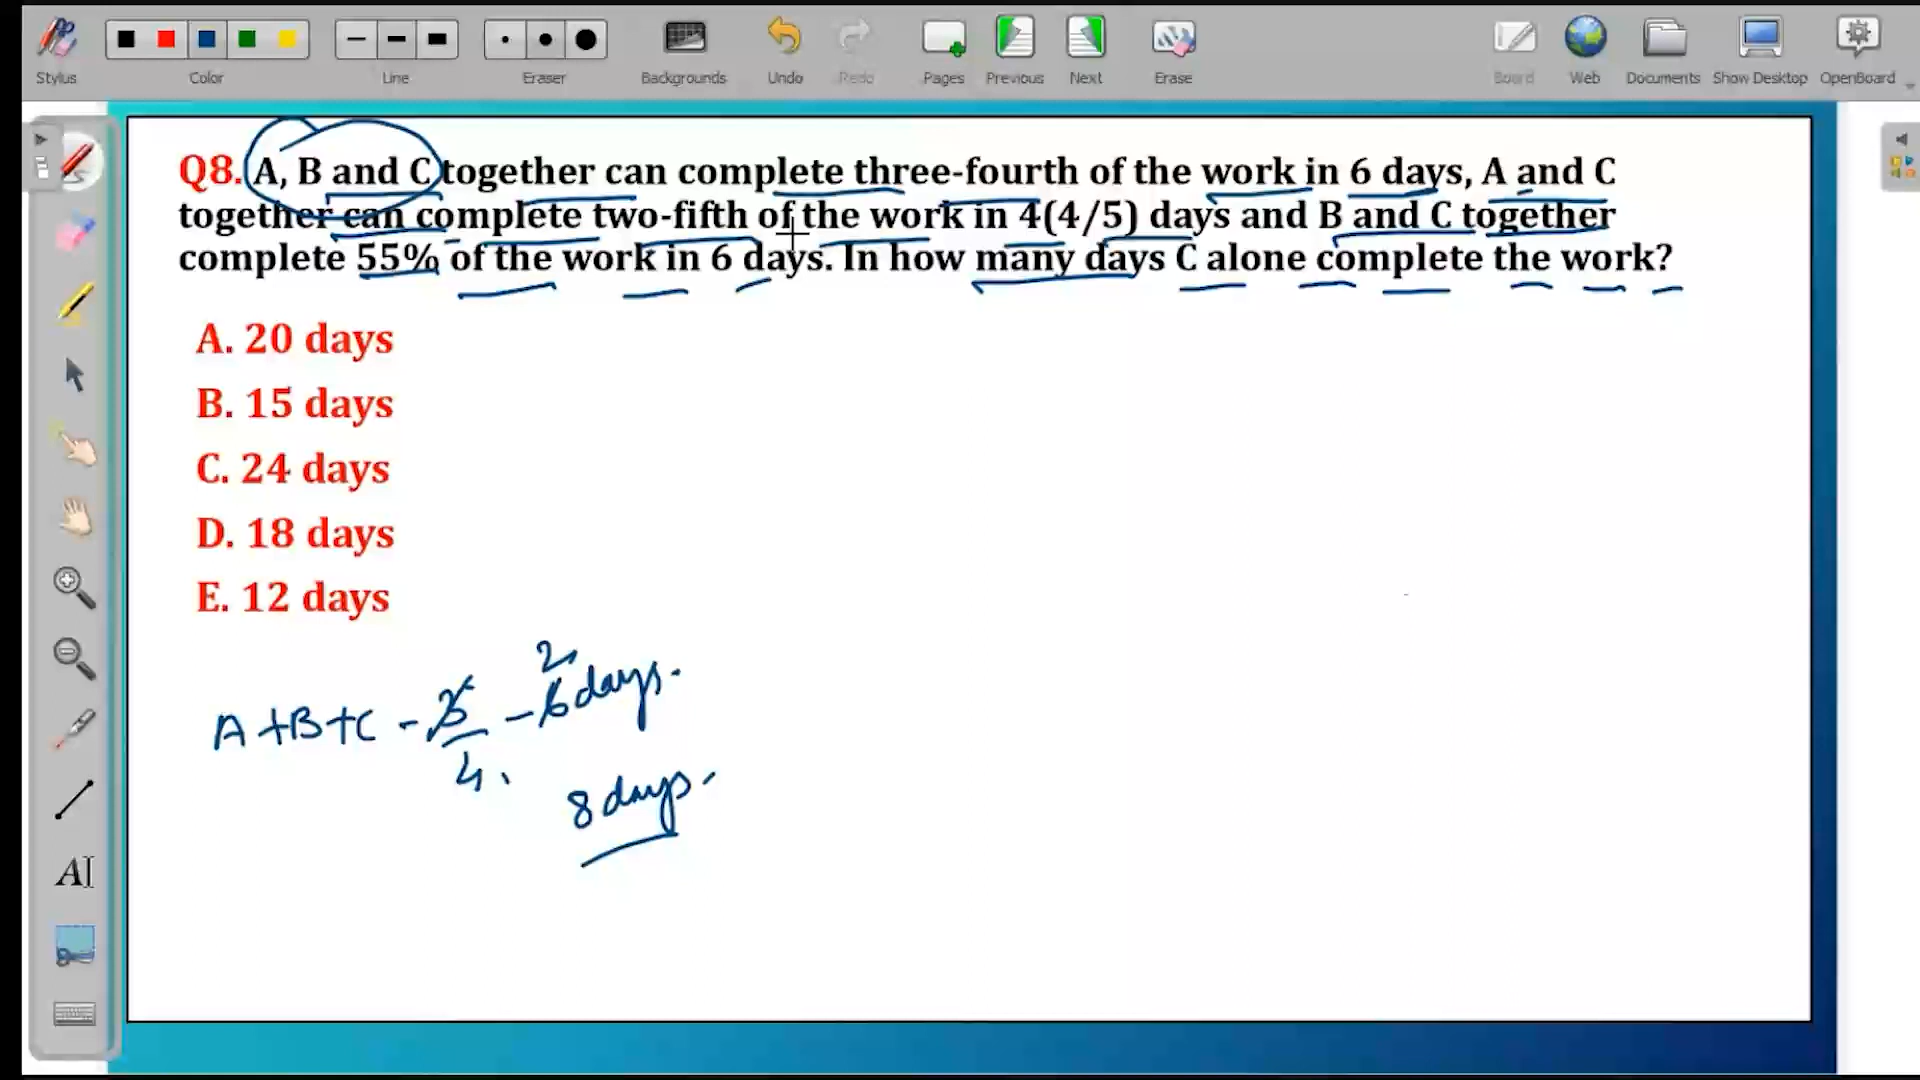 Stylus
Color
Line
Eraser
Backgrounds
Undo
Redo
Pages
Previous
Next
Erase
Board
Web
Documents
Show Desktop
OpenBoard
Q8. A, B and C together can complete three-fourth of the work in 6 days, A and C
together can complete two-fifth of the work in 4(4/5) days and B and C together
complete 55% of the work in 6 days. In how many days C alone complete the work?
A. 20 days
B. 15 days
C. 24 days
D. 18 days
E. 12 days
2
A+B+C - 3/4 - 6 days.
8 days.